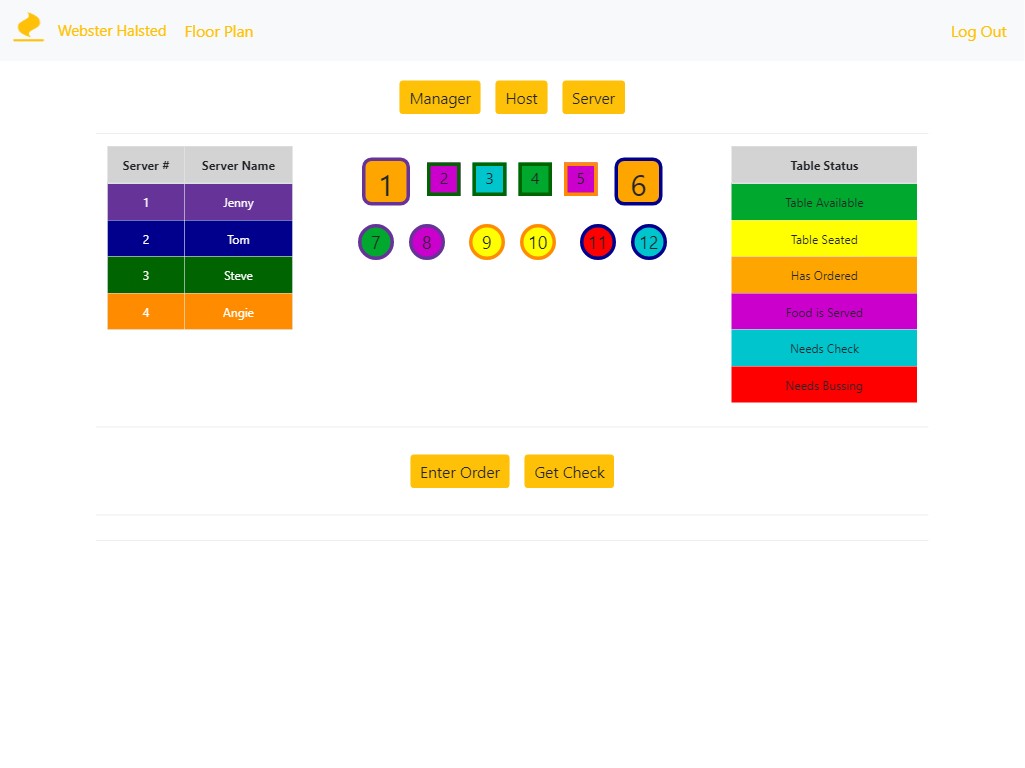 Webster Halsted Floor Plan Log Out
Manager Host Server
Server # Server Name
1 Jenny
2 Tom
3 Steve
4 Angie
1 2 3 4 5 6
7 8 9 10 11 12
Table Status
Table Available
Table Seated
Has Ordered
Food is Served
Needs Check
Needs Bussing
Enter Order Get Check